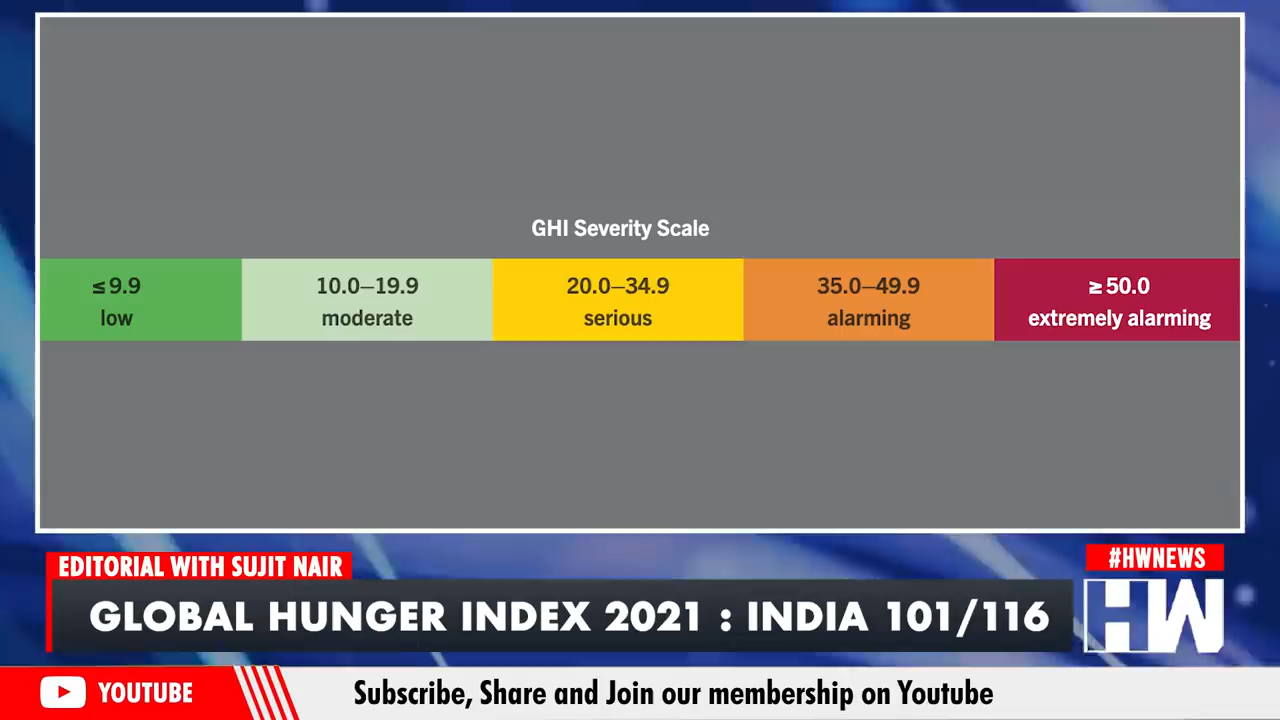 GHI Severity Scale
≤9.9
low
10.0–19.9
moderate
20.0–34.9
serious
35.0–49.9
alarming
≥50.0
extremely alarming
EDITORIAL WITH SUJIT NAIR
GLOBAL HUNGER INDEX 2021 : INDIA 101/116
#HWNEWS
HW
YOUTUBE
Subscribe, Share and Join our membership on Youtube